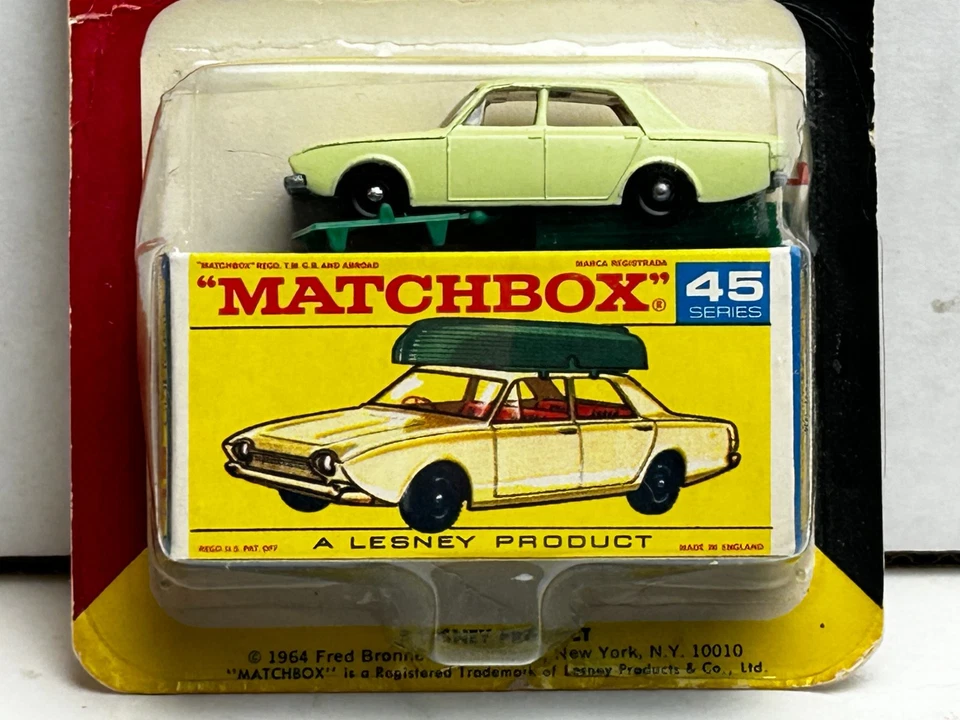 "MATCHBOX" REGD. T.M. G.B. AND ABROAD MARCA REGISTRADA
"MATCHBOX"® 45
SERIES
REGD. U.S. PAT. OFF. A LESNEY PRODUCT MADE IN ENGLAND
© 1964 Fred , New York, N.Y. 10010
"MATCHBOX" is a Registered Trademark of Lesney Products & Co., Ltd.